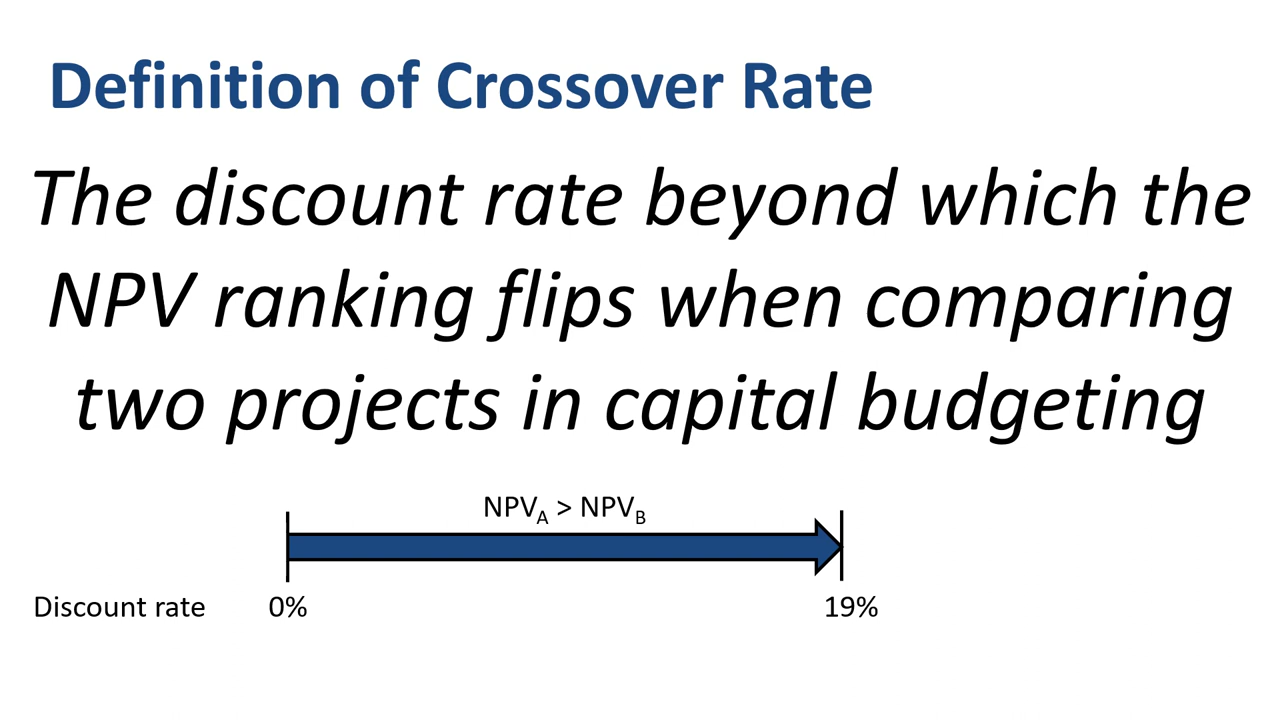 Definition of Crossover Rate
The discount rate beyond which the
NPV ranking flips when comparing
two projects in capital budgeting
NPVA > NPVB
Discount rate 0% 19%